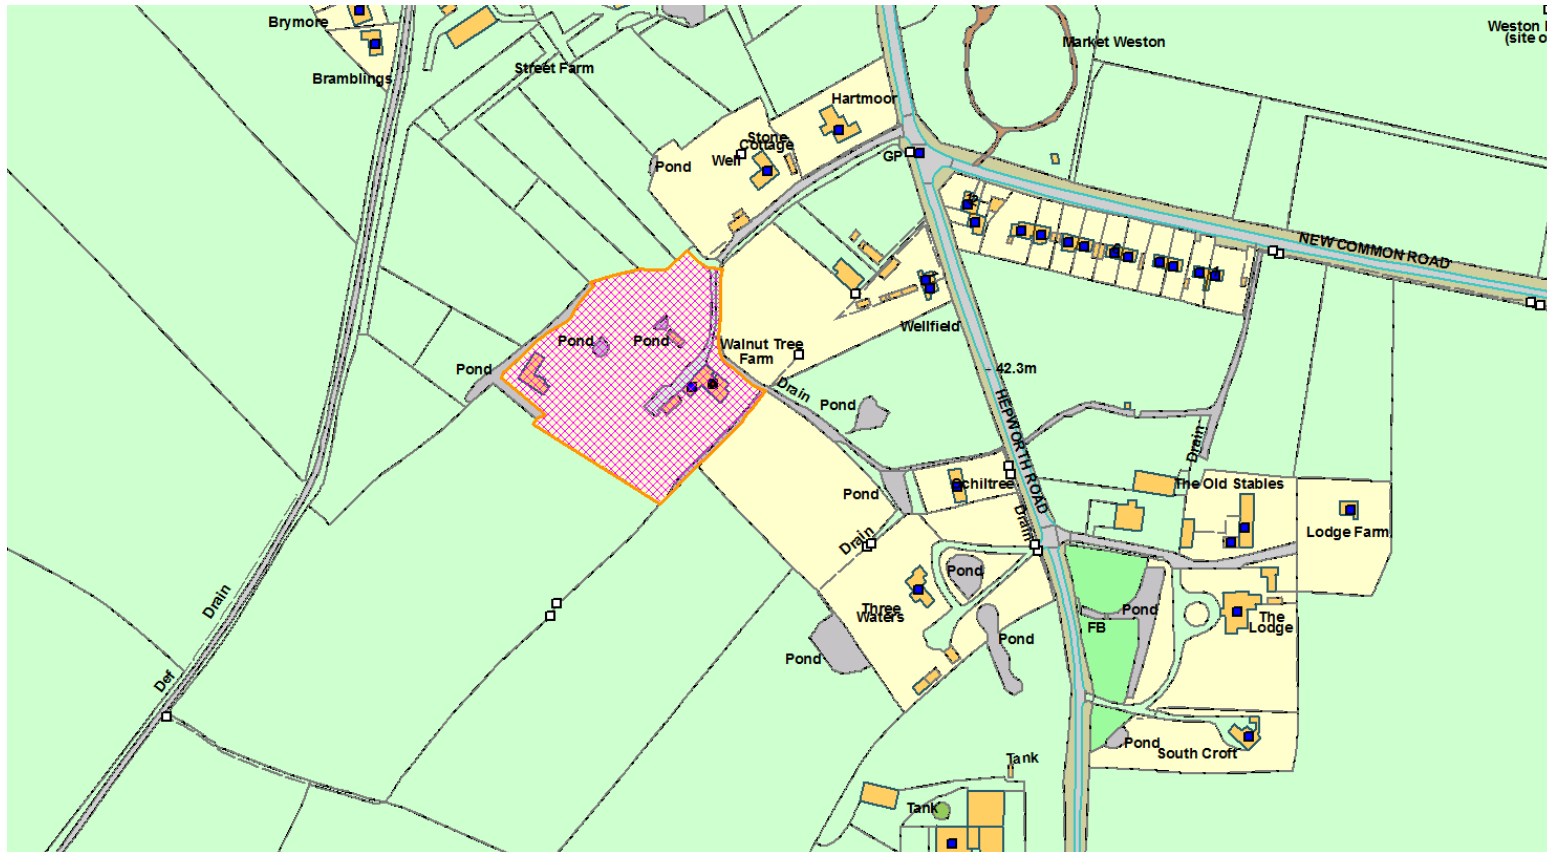 Brymore
Bramblings
Street Farm
Market Weston
Weston
(site o
Hartmoor
Stone
Cottage
Well
Pond
GP
NEW COMMON ROAD
Wellfield
Walnut Tree
Farm
Pond
Pond
Pond
42.3m
HEPWORTH ROAD
Drain
Pond
Drain
Pond
Schiltree
The Old Stables
Lodge Farm
Drain
Drain
Pond
Three
Waters
Pond
Pond
FB
Pond
The
Lodge
Drain
Def
Pond
South Croft
Tank
Tank